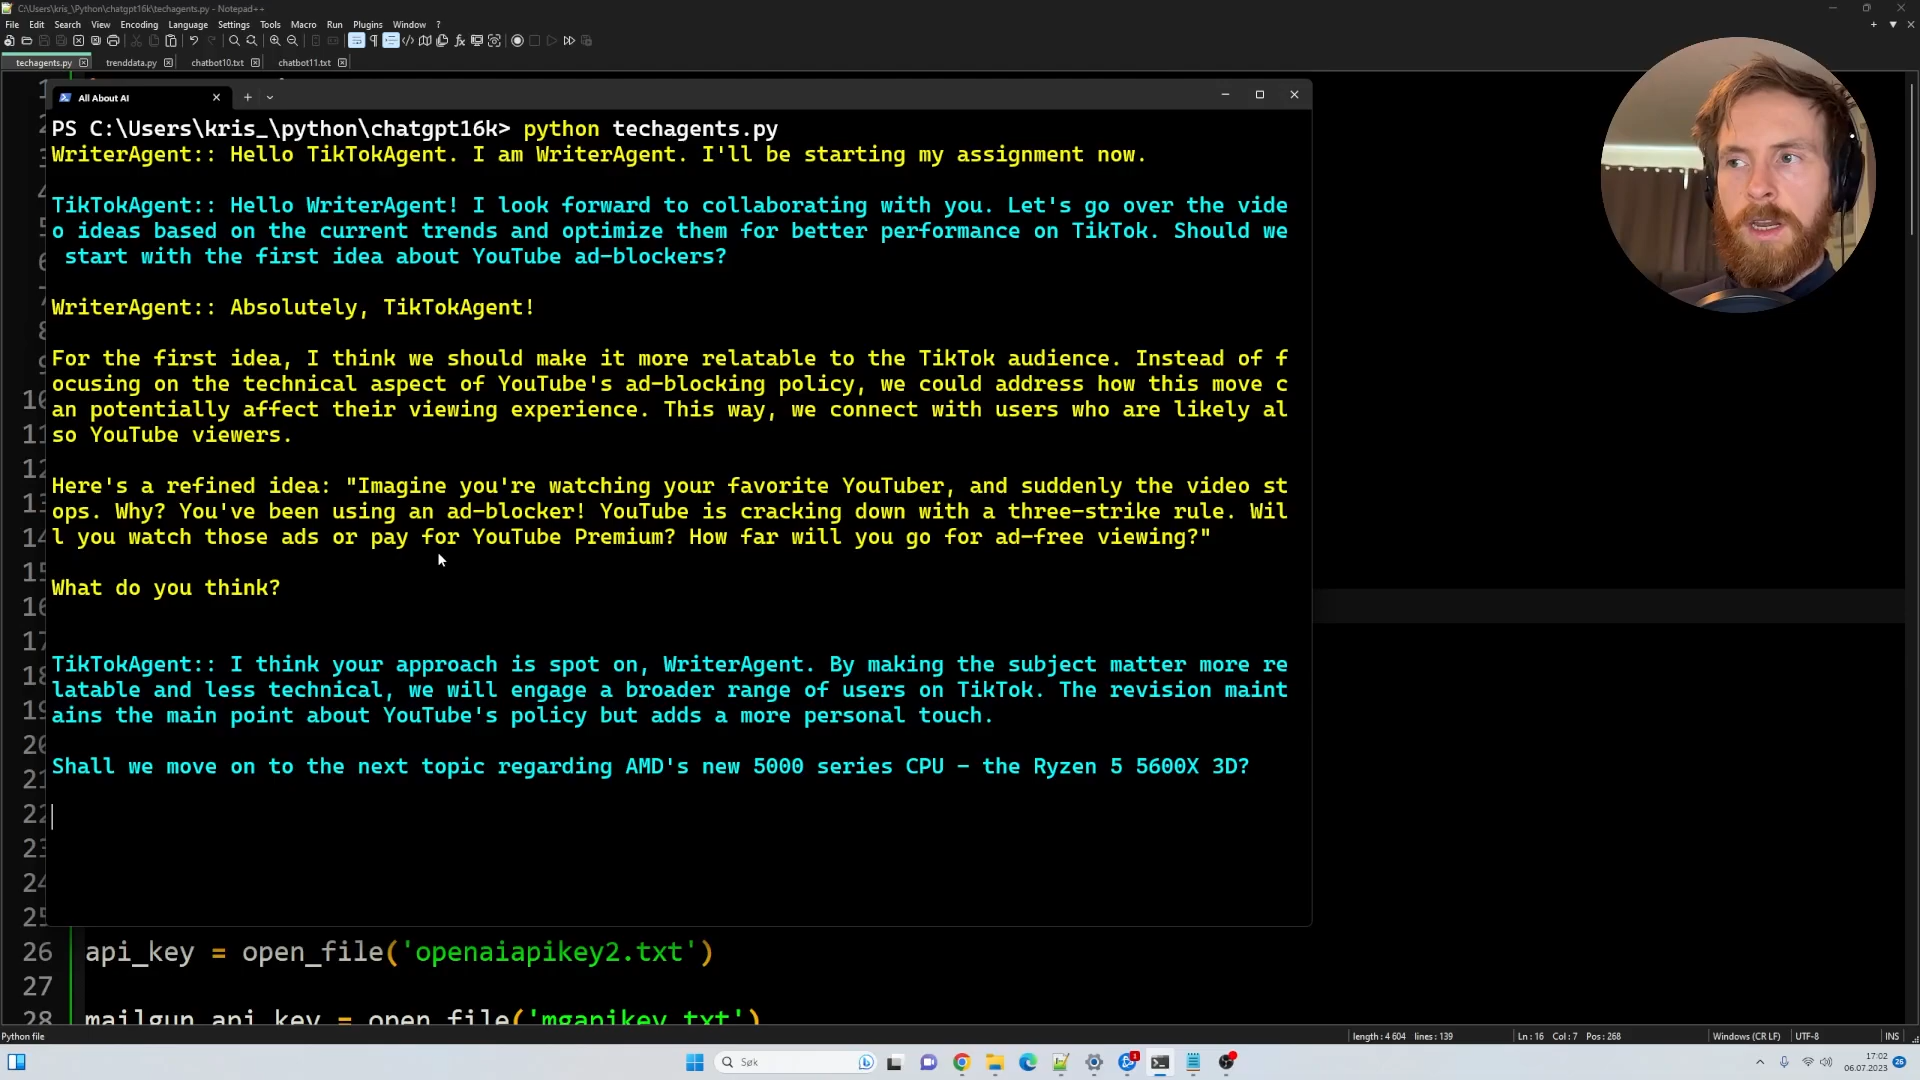 C:\Users\kris_\Python\chatgpt16k\techagents.py - Notepad++
File Edit Search View Encoding Language Settings Tools Macro Run Plugins Window ?
techagents.py trenddata.py chatbot10.txt chatbot11.txt
All About AI
PS C:\Users\kris_\python\chatgpt16k> python techagents.py
WriterAgent:: Hello TikTokAgent. I am WriterAgent. I'll be starting my assignment now.
TikTokAgent:: Hello WriterAgent! I look forward to collaborating with you. Let's go over the vide
o ideas based on the current trends and optimize them for better performance on TikTok. Should we
start with the first idea about YouTube ad-blockers?
WriterAgent:: Absolutely, TikTokAgent!
For the first idea, I think we should make it more relatable to the TikTok audience. Instead of f
ocusing on the technical aspect of YouTube's ad-blocking policy, we could address how this move c
an potentially affect their viewing experience. This way, we connect with users who are likely al
so YouTube viewers.
Here's a refined idea: "Imagine you're watching your favorite YouTuber, and suddenly the video st
ops. Why? You've been using an ad-blocker! YouTube is cracking down with a three-strike rule. Wil
l you watch those ads or pay for YouTube Premium? How far will you go for ad-free viewing?"
What do you think?
TikTokAgent:: I think your approach is spot on, WriterAgent. By making the subject matter more re
latable and less technical, we will engage a broader range of users on TikTok. The revision maint
ains the main point about YouTube's policy but adds a more personal touch.
Shall we move on to the next topic regarding AMD's new 5000 series CPU - the Ryzen 5 5600X 3D?
26 api_key = open_file('openaiapikey2.txt')
27
28 mailgun_api_key = open_file('mgapikey.txt')
Python file length: 4 604 lines: 139 Ln: 16 Col: 7 Pos: 268 Windows (CR LF) UTF-8 INS
Søk
17:02
06.07.2023
26